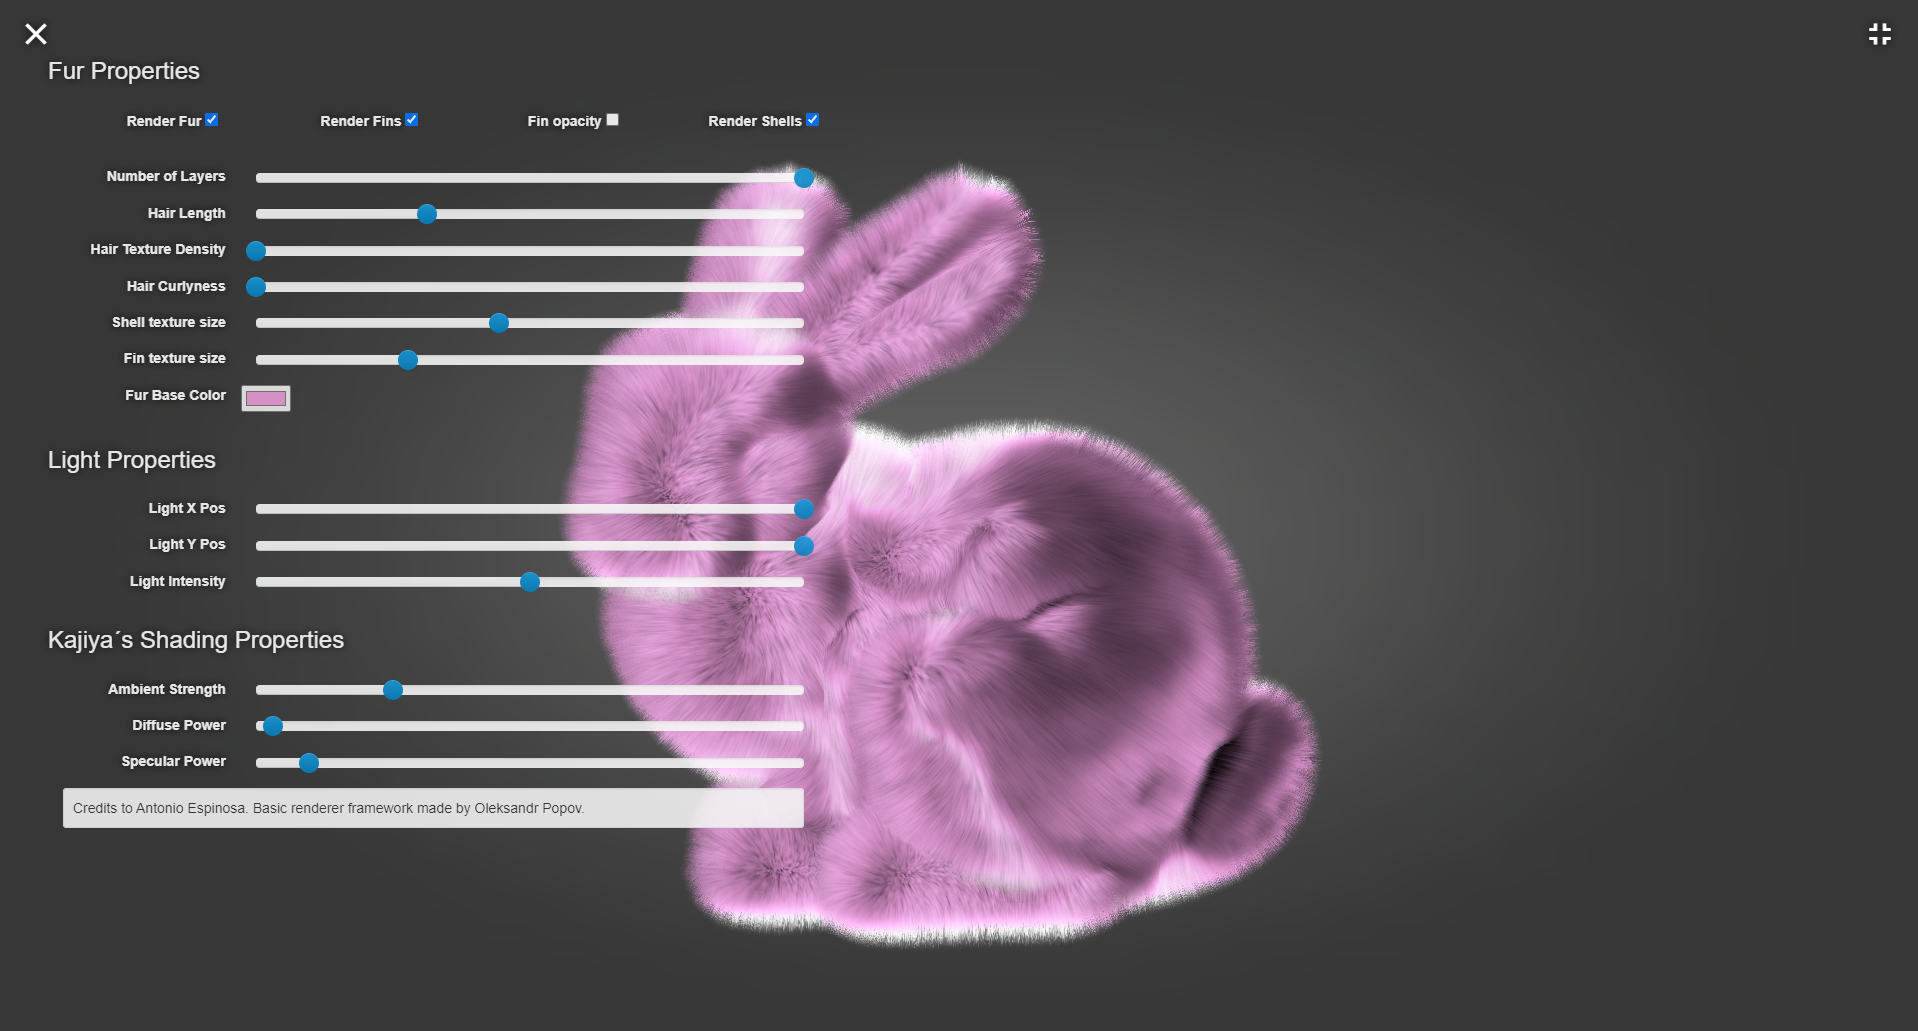 Fur Properties
Render Fur
Render Fins
Fin opacity
Render Shells
Number of Layers
Hair Length
Hair Texture Density
Hair Curlyness
Shell texture size
Fin texture size
Fur Base Color
Light Properties
Light X Pos
Light Y Pos
Light Intensity
Kajiya´s Shading Properties
Ambient Strength
Diffuse Power
Specular Power
Credits to Antonio Espinosa. Basic renderer framework made by Oleksandr Popov.